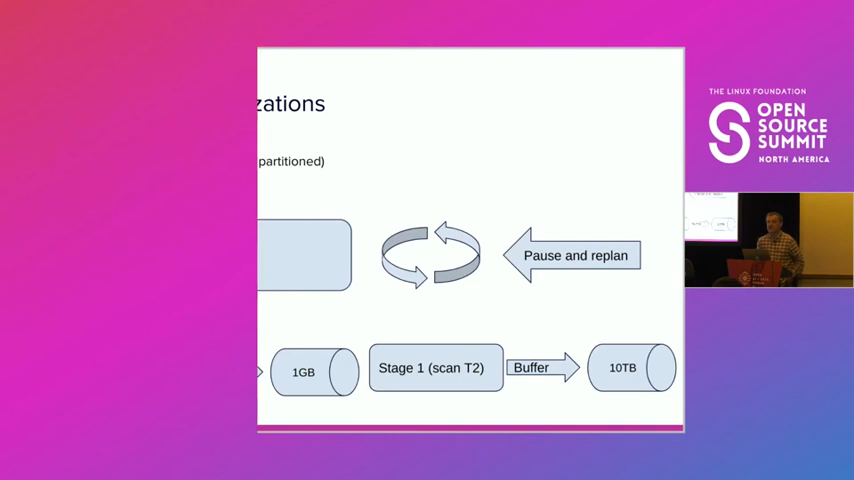 zations
partitioned)
Pause and replan
1GB
Stage 1 (scan T2)
Buffer
10TB
THE LINUX FOUNDATION
OPEN
SOURCE
SUMMIT
NORTH AMERICA